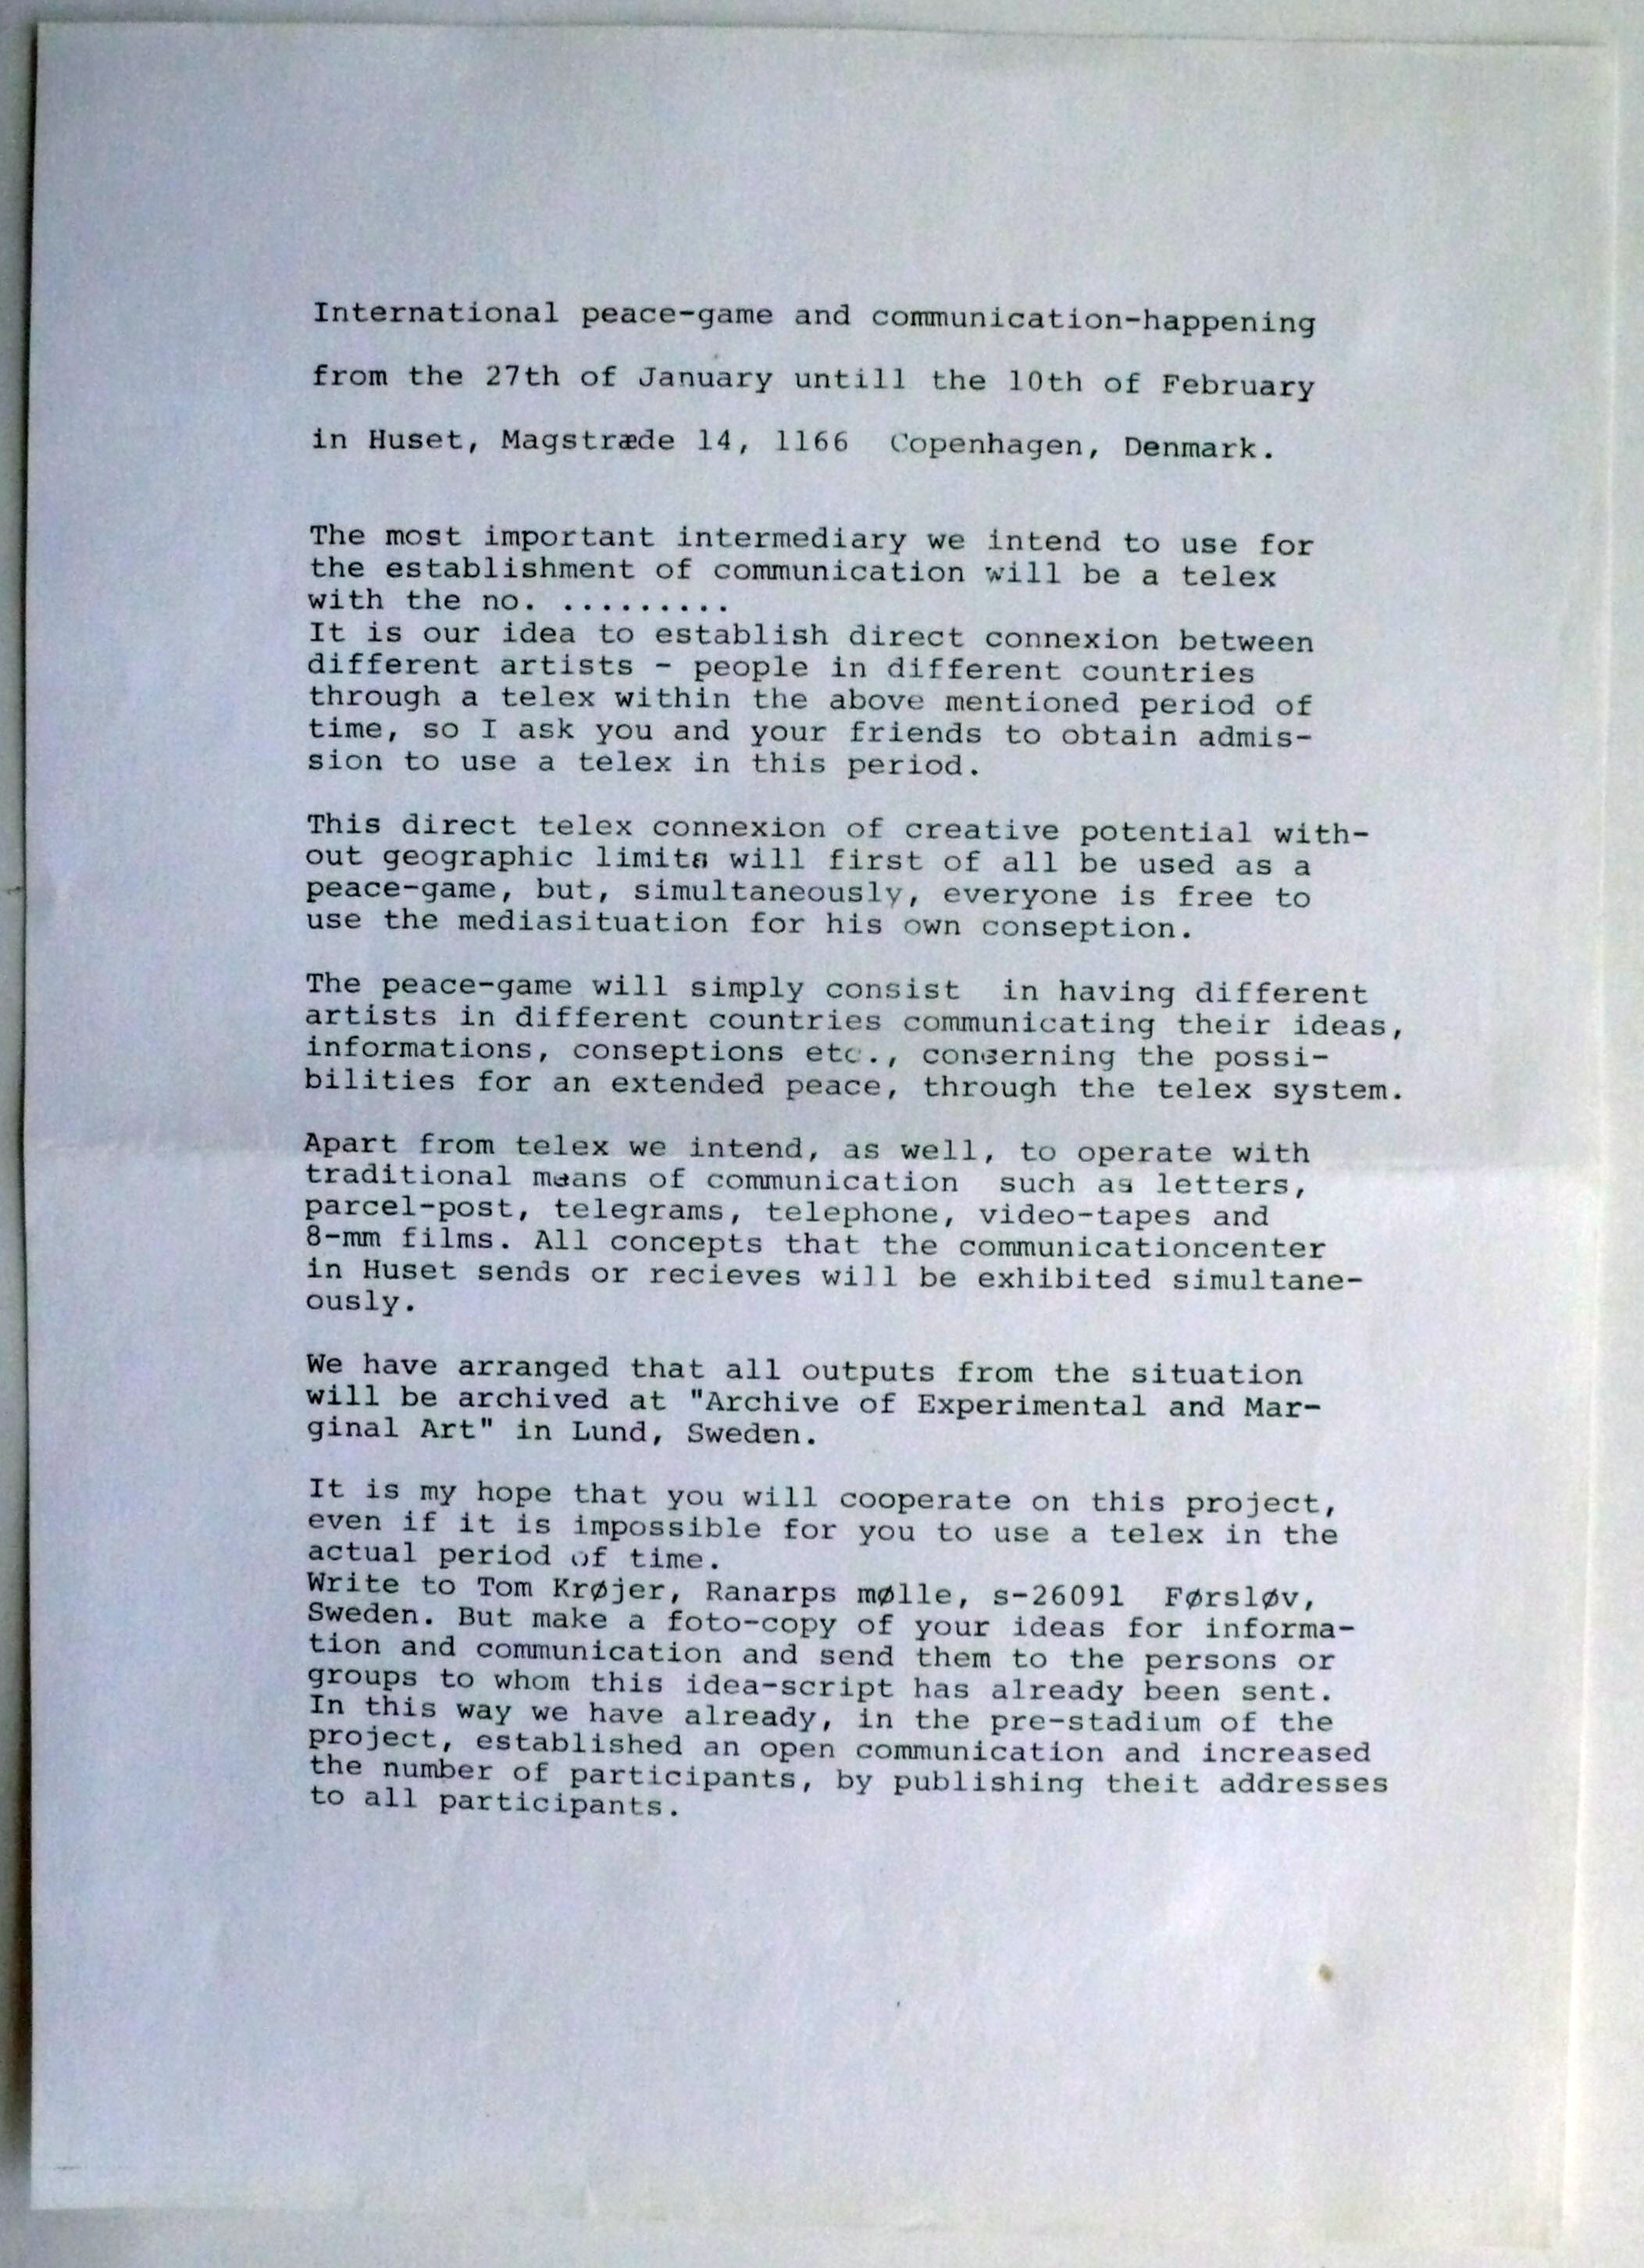 International peace-game and communication-happening
from the 27th of January untill the 10th of February
in Huset, Magstræde 14, 1166  Copenhagen, Denmark.
The most important intermediary we intend to use for
the establishment of communication will be a telex
with the no. .........
It is our idea to establish direct connexion between
different artists - people in different countries
through a telex within the above mentioned period of
time, so I ask you and your friends to obtain admis-
sion to use a telex in this period.
This direct telex connexion of creative potential with-
out geographic limits will first of all be used as a
peace-game, but, simultaneously, everyone is free to
use the mediasituation for his own conseption.
The peace-game will simply consist  in having different
artists in different countries communicating their ideas,
informations, conseptions etc., conserning the possi-
bilities for an extended peace, through the telex system.
Apart from telex we intend, as well, to operate with
traditional means of communication  such as letters,
parcel-post, telegrams, telephone, video-tapes and
8-mm films. All concepts that the communicationcenter
in Huset sends or recieves will be exhibited simultane-
ously.
We have arranged that all outputs from the situation
will be archived at "Archive of Experimental and Mar-
ginal Art" in Lund, Sweden.
It is my hope that you will cooperate on this project,
even if it is impossible for you to use a telex in the
actual period of time.
Write to Tom Krøjer, Ranarps mølle, s-26091  Førsløv,
Sweden. But make a foto-copy of your ideas for informa-
tion and communication and send them to the persons or
groups to whom this idea-script has already been sent.
In this way we have already, in the pre-stadium of the
project, established an open communication and increased
the number of participants, by publishing theit addresses
to all participants.